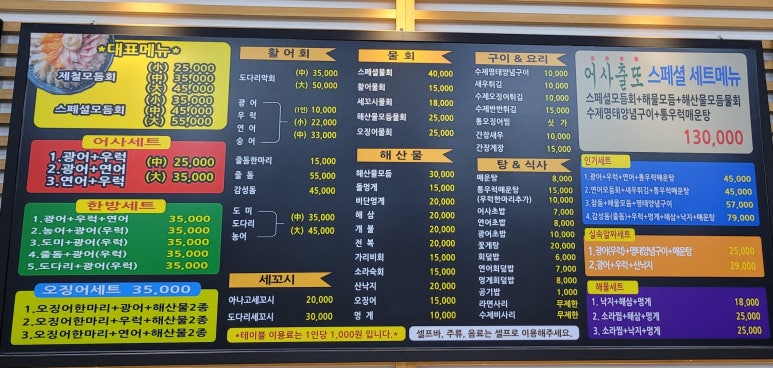 *대표메뉴*
제철모듬회
(小) 25,000
(中) 35,000
(大) 45,000
스페셜모듬회
(小) 35,000
(中) 45,000
(大) 55,000
어사세트
1.광어+우럭
2.광어+연어
3.연어+우럭
(中) 25,000
(大) 35,000
한방세트
1.광어+우럭+연어 35,000
2.농어+광어(우럭) 35,000
3.도미+광어(우럭) 35,000
4.줄돔+광어(우럭) 35,000
5.도다리+광어(우럭) 35,000
오징어세트 35,000
1.오징어한마리+광어+해산물2종
2.오징어한마리+우럭+해산물2종
3.오징어한마리+연어+해산물2종
활어회
도다리막회
(中) 35,000
(大) 50,000
광어
우럭
연어
숭어
(1인) 10,000
(小) 22,000
(中) 33,000
줄돔한마리 15,000
줄돔 55,000
감성돔 45,000
도미
도다리
농어
(中) 35,000
(大) 45,000
세꼬시
아나고세꼬시 20,000
도다리세꼬시 30,000
물회
스페셜물회 40,000
활어물회 15,000
세꼬시물회 18,000
해산물모듬물회 25,000
오징어물회 25,000
해산물
해산물모듬 30,000
돌멍게 15,000
비단멍게 20,000
해삼 20,000
개불 20,000
전복 20,000
가리비회 15,000
소라숙회 15,000
산낙지 20,000
오징어 15,000
멍게 10,000
구이&요리
수제명태양념구이 10,000
새우튀김 10,000
수제오징어튀김 10,000
수제반반튀김 15,000
통오징어찜 싯가
간장새우 10,000
간장게장 15,000
탕&식사
매운탕 8,000
통우럭매운탕 15,000
(우럭한마리추가) 10,000
어사초밥 7,000
연어초밥 8,000
광어초밥 10,000
꽃게탕 20,000
회덮밥 6,000
연어회덮밥 7,000
멍게회덮밥 8,000
공기밥 1,000
라면사리 무제한
수제비사리 무제한
어사출또 스페셜 세트메뉴
스페셜모듬회+해물모듬+해산물모듬물회
수제명태양념구이+통우럭매운탕
130,000
인기세트
1.광어+우럭+연어+통우럭매운탕 45,000
2.연어모듬회+새우튀김+통우럭매운탕 45,000
3.참돔+해물모듬+명태양념구이 57,000
4.감성돔(줄돔)+우럭+멍게+해삼+낙지+매운탕 79,000
실속알짜세트
1.광어(우럭)+명태양념구이+매운탕 25,000
2.광어+우럭+산낙지 29,000
해물세트
1.낙지+해삼+멍게 18,000
2.소라찜+해삼+멍게 25,000
3.소라찜+멍게+낙지 25,000
*테이블 이용료는 1인당 1,000원 입니다.*
셀프바, 주류, 음료는 셀프로 이용해주세요.